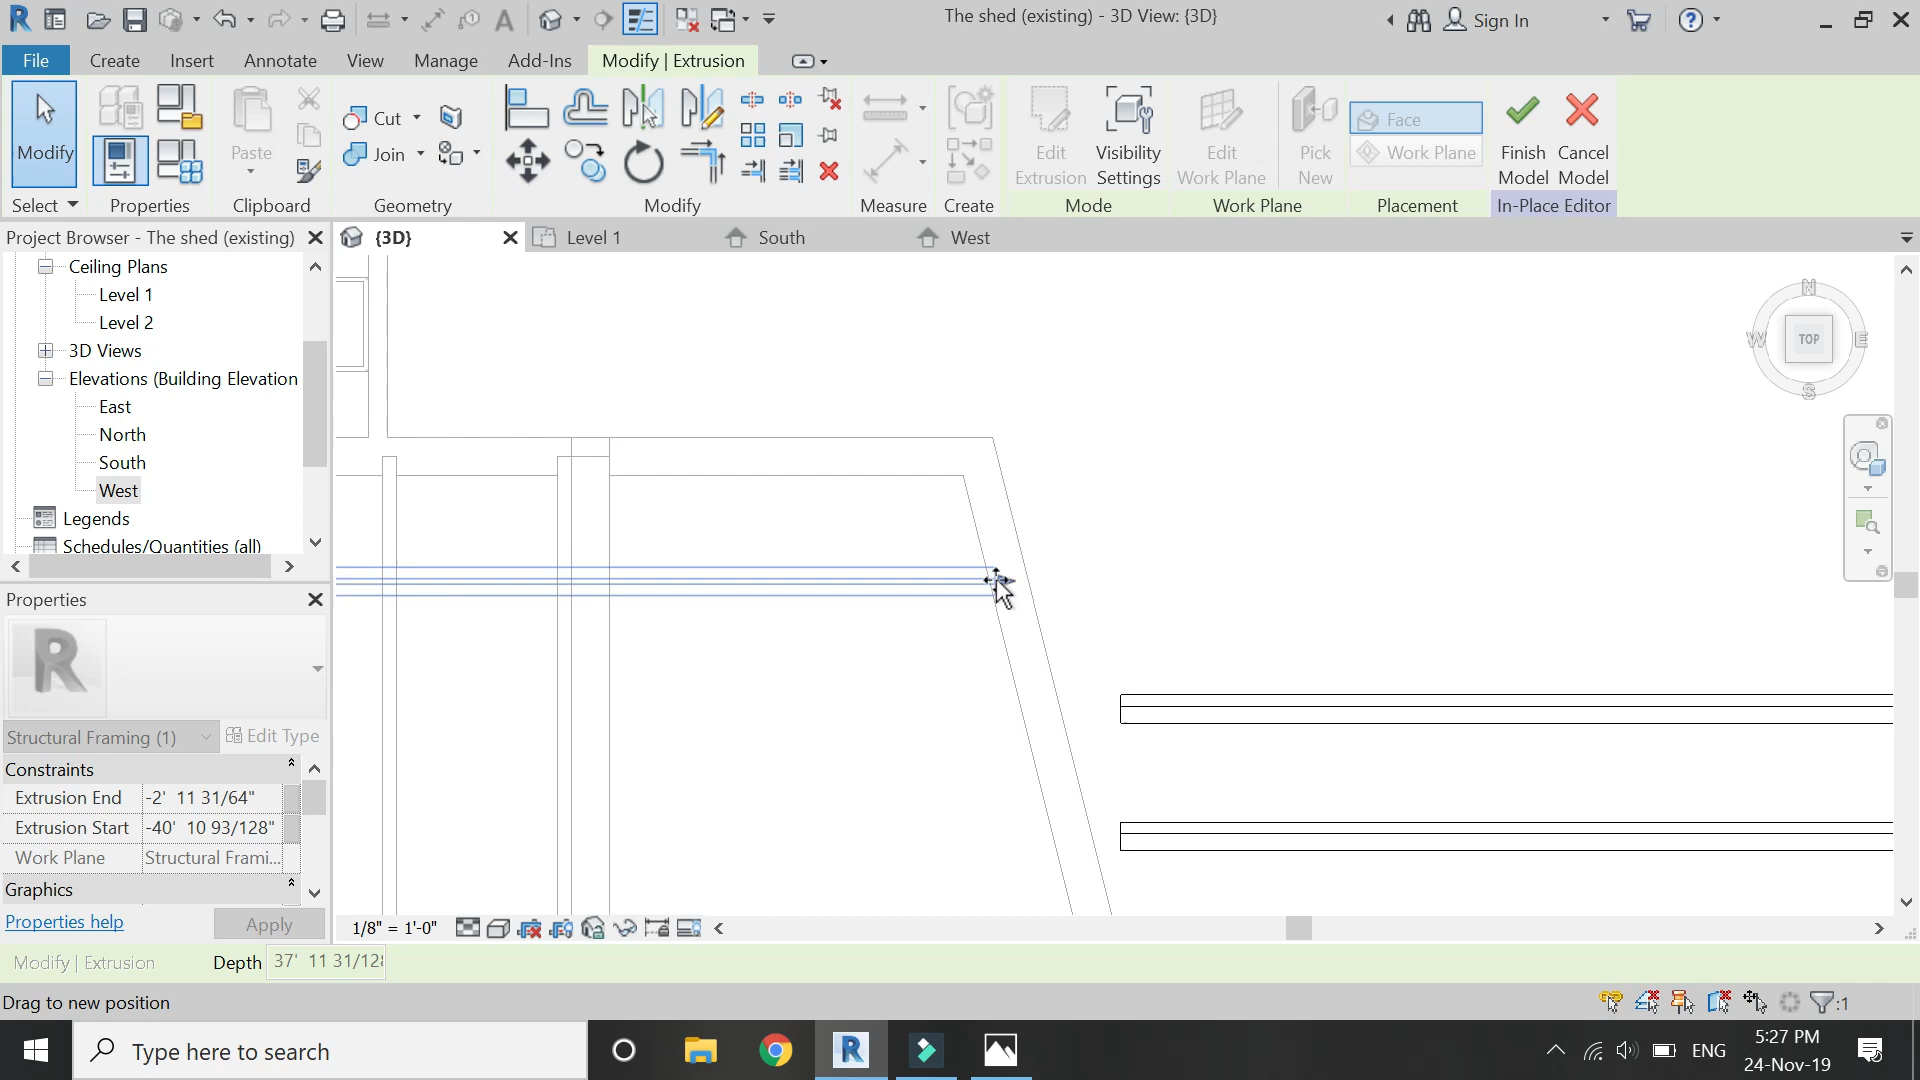 The shed (existing) - 3D View: {3D}
Sign In
File
Create
Insert
Annotate
View
Manage
Add-Ins
Modify | Extrusion
Modify
Paste
Cut
Join
Edit Extrusion
Visibility Settings
Edit Work Plane
Pick New
Face
Work Plane
Finish Model
Cancel Model
Select
Properties
Clipboard
Geometry
Modify
Measure
Create
Mode
Work Plane
Placement
In-Place Editor
Project Browser - The shed (existing)
{3D}
Level 1
South
West
Ceiling Plans
Level 1
Level 2
3D Views
Elevations (Building Elevation
East
North
South
West
Legends
Schedules/Quantities (all)
N
W
TOP
E
S
Properties
R
Structural Framing (1)
Edit Type
Constraints
Extrusion End
-2' 11 31/64"
Extrusion Start
-40' 10 93/128"
Work Plane
Structural Frami...
Graphics
Properties help
Apply
1/8" = 1'-0"
Modify | Extrusion
Depth
37' 11 31/128
Drag to new position
:1
Type here to search
ENG
5:27 PM
24-Nov-19